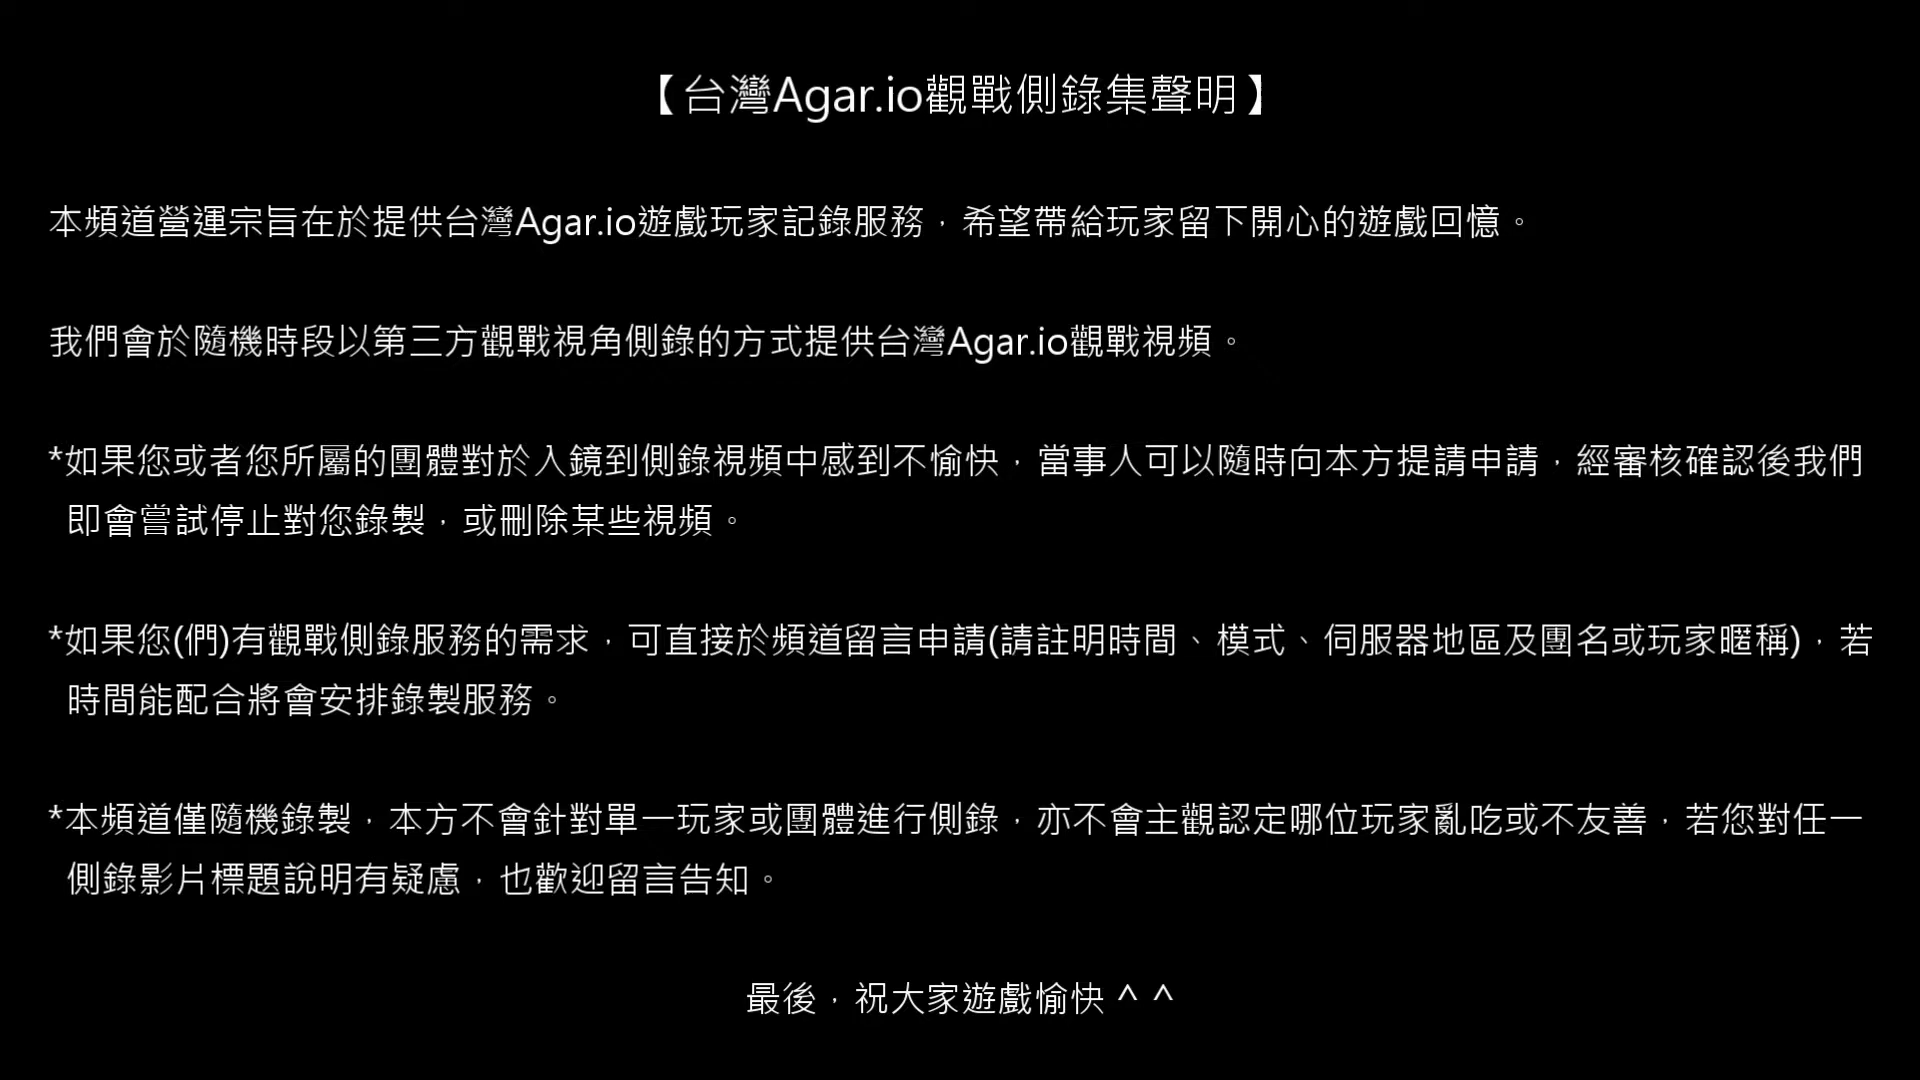 【台灣Agar.io觀戰側錄集聲明】
本頻道營運宗旨在於提供台灣Agar.io遊戲玩家記錄服務，希望帶給玩家留下開心的遊戲回憶。
我們會於隨機時段以第三方觀戰視角側錄的方式提供台灣Agar.io觀戰視頻。
*如果您或者您所屬的團體對於入鏡到側錄視頻中感到不愉快，當事人可以隨時向本方提請申請，經審核確認後我們
即會嘗試停止對您錄製，或刪除某些視頻。
*如果您(們)有觀戰側錄服務的需求，可直接於頻道留言申請(請註明時間、模式、伺服器地區及團名或玩家暱稱)，若
時間能配合將會安排錄製服務。
*本頻道僅隨機錄製，本方不會針對單一玩家或團體進行側錄，亦不會主觀認定哪位玩家亂吃或不友善，若您對任一
側錄影片標題說明有疑慮，也歡迎留言告知。
最後，祝大家遊戲愉快 ^ ^